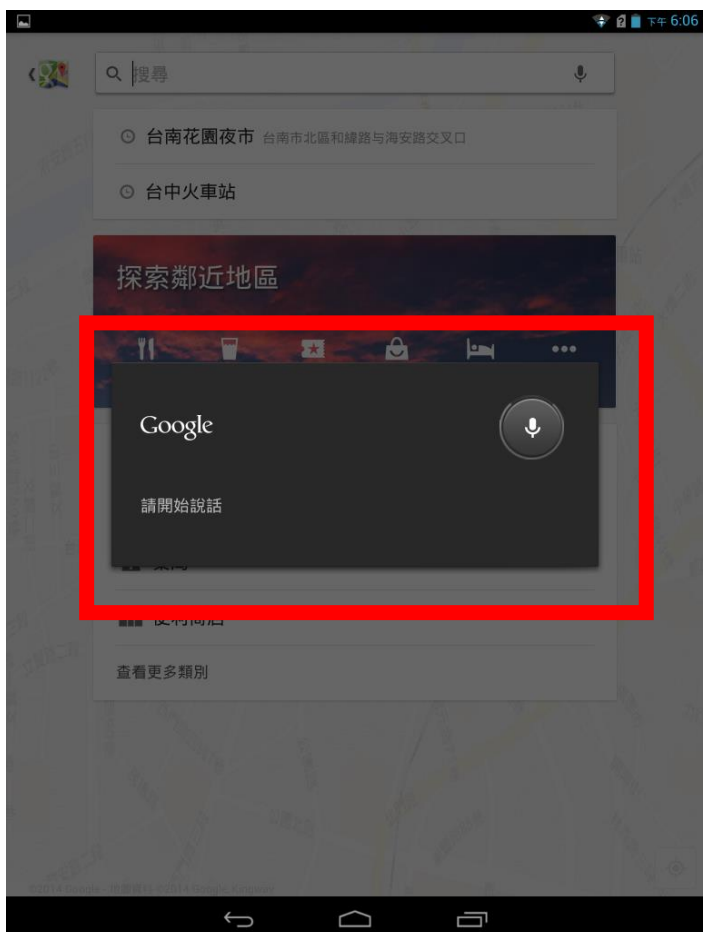 下午 6:06
搜尋
台南花園夜市 台南市北區和緯路与海安路交叉口
台中火車站
探索鄰近地區
Google
請開始說話
便利商店
查看更多類別